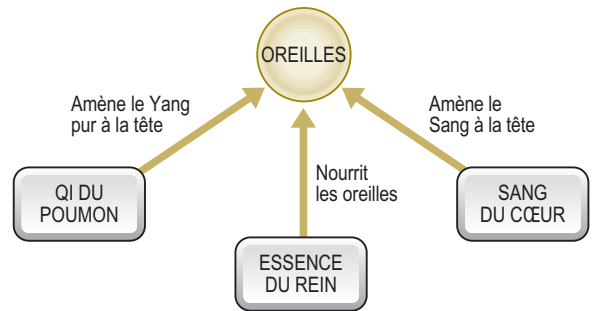 OREILLES
Amène le Yang
pur à la tête
Amène le
Sang à la tête
Nourrit
les oreilles
QI DU
POUMON
SANG
DU CŒUR
ESSENCE
DU REIN